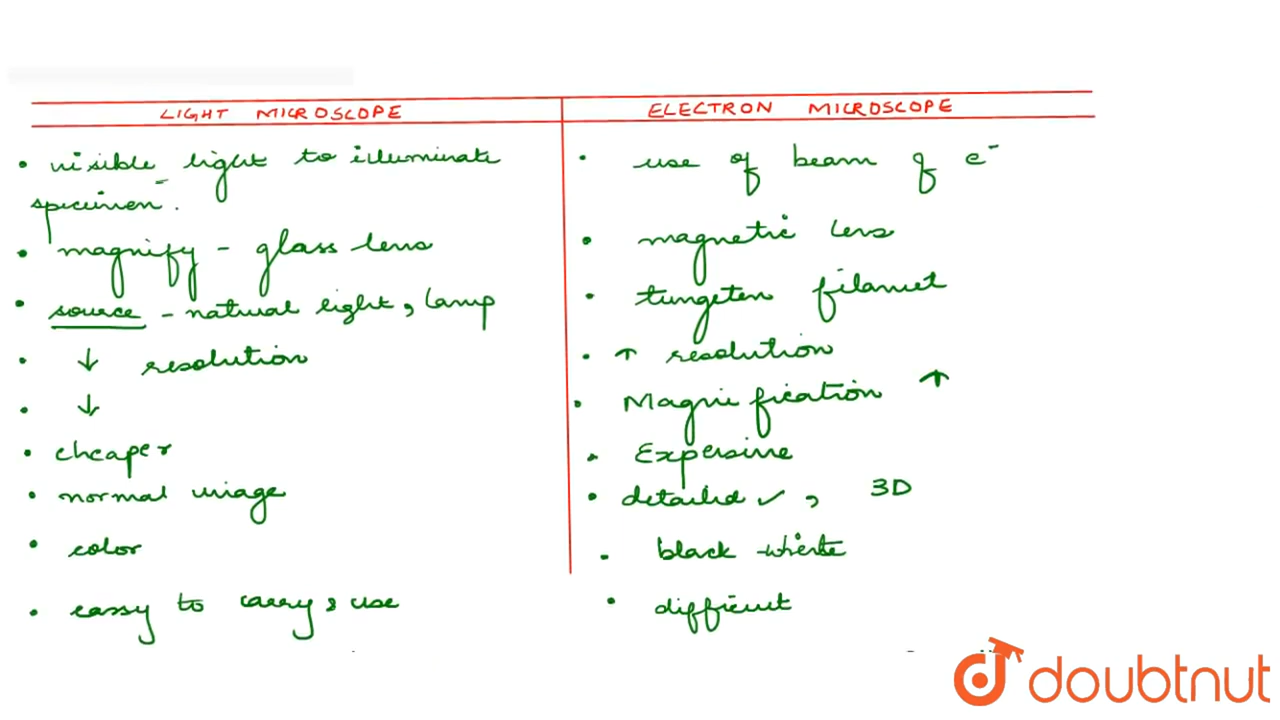 LIGHT MICROSCOPE
ELECTRON MICROSCOPE
• visible light to illuminate
specimen.
• use of beam of e⁻
• magnify - glass lens
• magnetic lens
• source - natural light, lamp
• tungsten filament
• ↓ resolution
• ↑ resolution
• ↓
• Magnification ↑
• cheaper
• Expensive
• normal image
• detailed ✓, 3D
• color
• black - white
• eassy to carry & use
• difficult
doubtnut